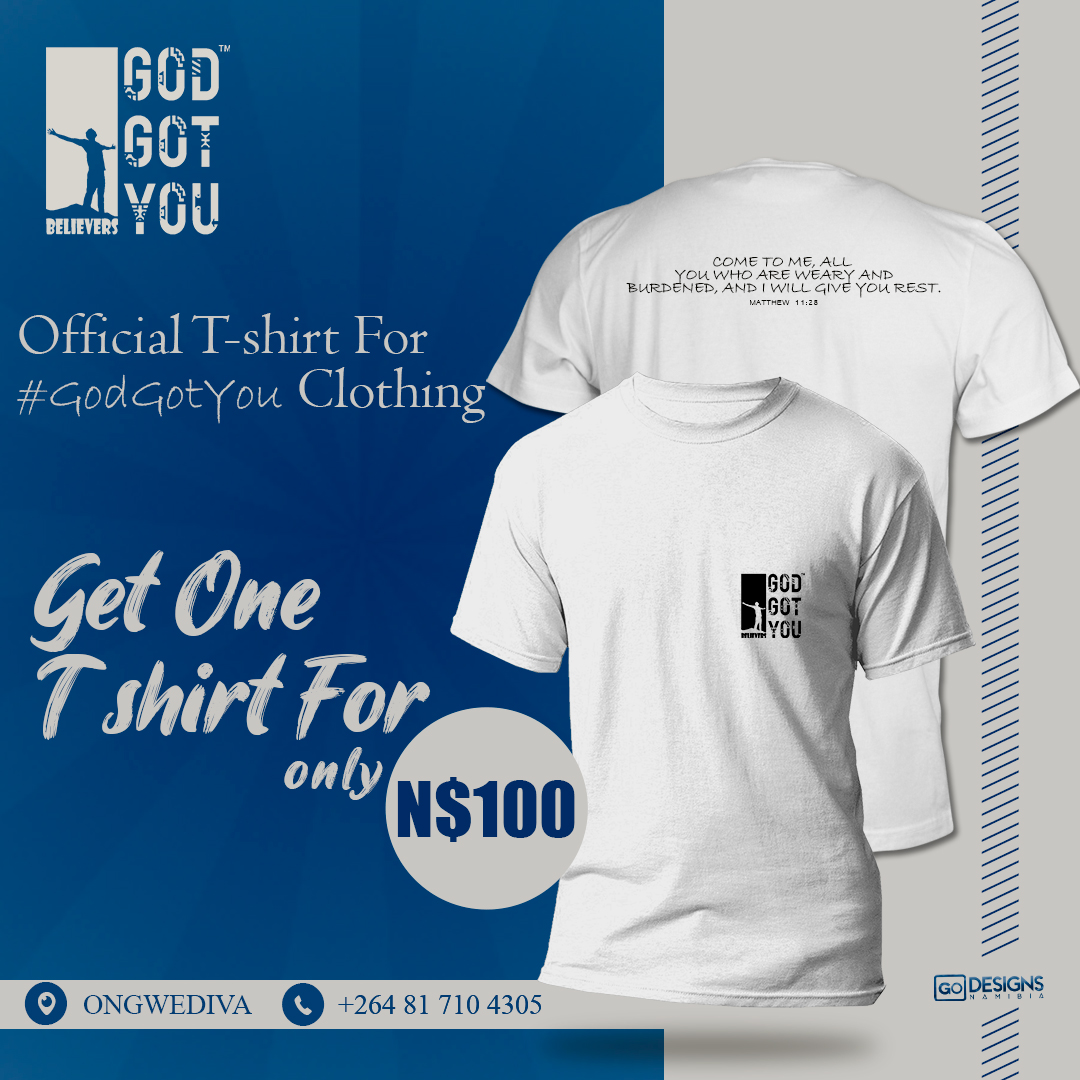 GOD™
GOT
YOU
BELIEVERS
Official T-shirt For
#GodGotYou Clothing
COME TO ME, ALL
YOU WHO ARE WEARY AND
BURDENED, AND I WILL GIVE YOU REST.
MATTHEW 11:28
GOD™
GOT
YOU
BELIEVERS
Get One
T shirt For
only
N$100
ONGWEDIVA
+264 81 710 4305
GO DESIGNS
NAMIBIA